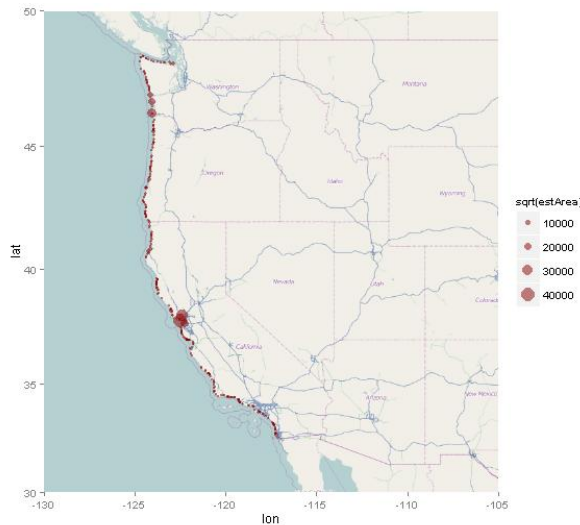 50
45
40
35
30
lat
-130
-125
-120
-115
-110
-105
lon
Washington
Montana
Oregon
Idaho
Wyoming
Nevada
Utah
Colorado
California
Arizona
New Mexico
sqrt(estArea)
10000
20000
30000
40000